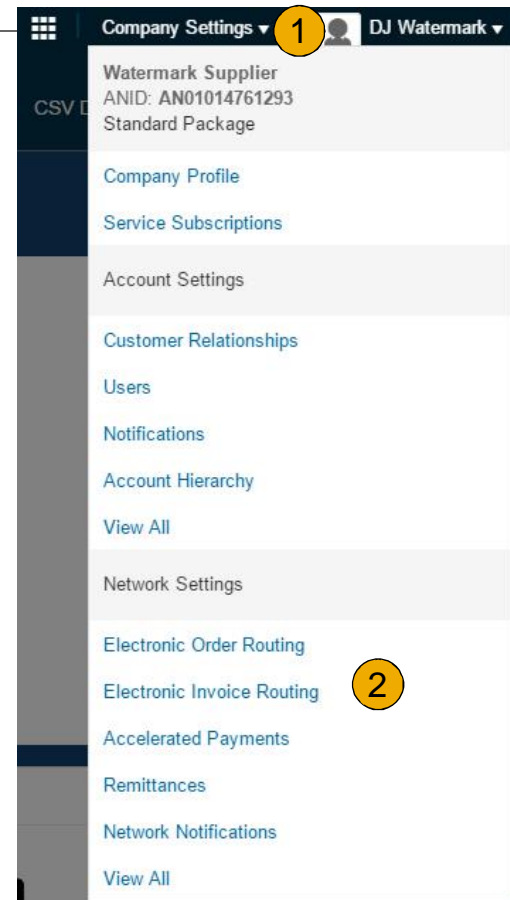 Company Settings ▾ 1 DJ Watermark ▾
Watermark Supplier
CSV
ANID: AN01014761293
Standard Package
Company Profile
Service Subscriptions
Account Settings
Customer Relationships
Users
Notifications
Account Hierarchy
View All
Network Settings
Electronic Order Routing
Electronic Invoice Routing 2
Accelerated Payments
Remittances
Network Notifications
View All